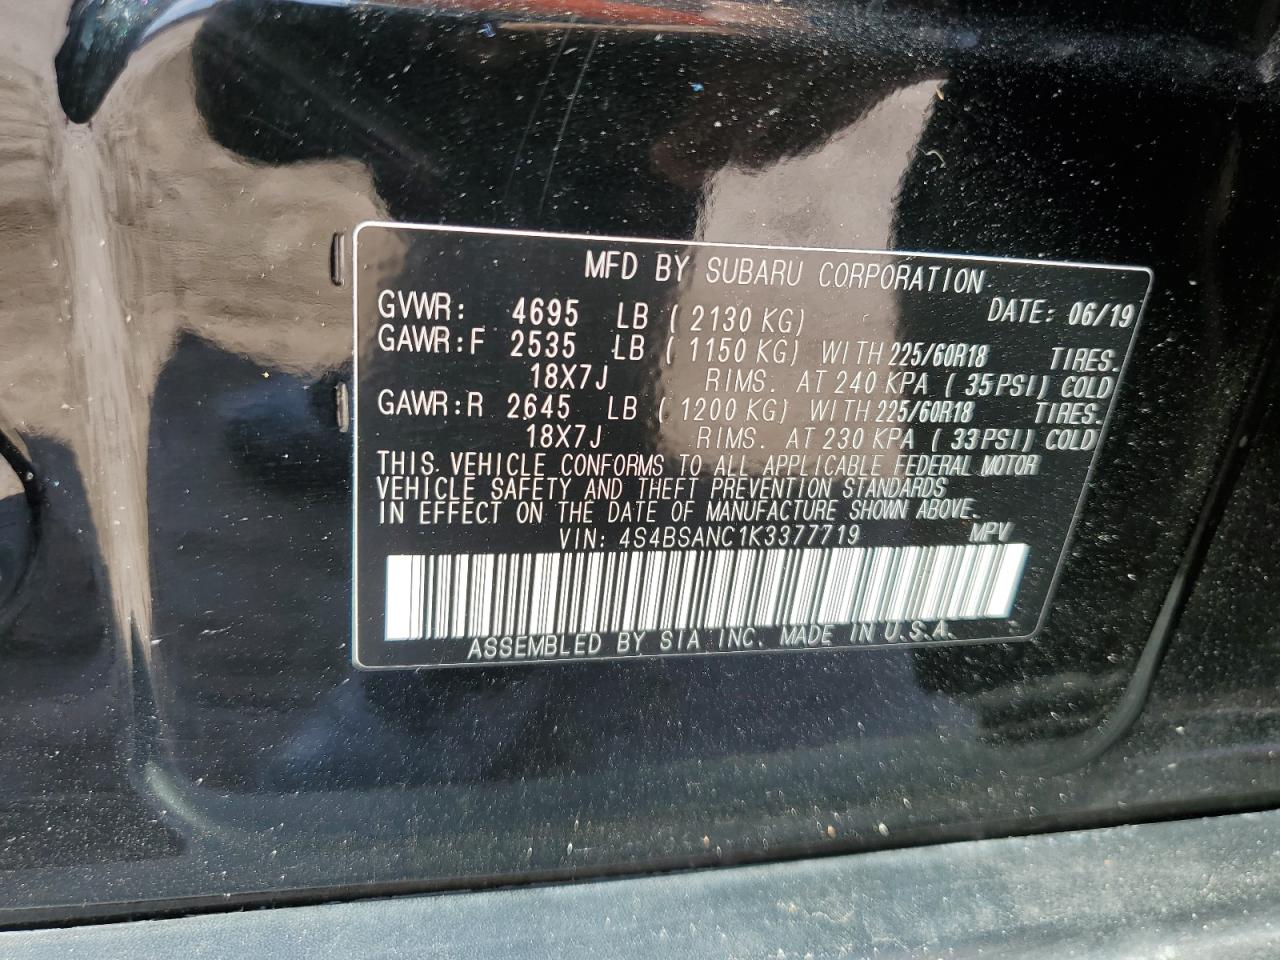 MFD BY SUBARU CORPORATION
GVWR: 4695 LB ( 2130 KG) DATE: 06/19
GAWR:F 2535 LB ( 1150 KG) WITH 225/60R18 TIRES.
18X7J RIMS. AT 240 KPA ( 35 PSI) COLD
GAWR:R 2645 LB ( 1200 KG) WITH 225/60R18 TIRES.
18X7J RIMS. AT 230 KPA ( 33 PSI) COLD
THIS VEHICLE CONFORMS TO ALL APPLICABLE FEDERAL MOTOR
VEHICLE SAFETY AND THEFT PREVENTION STANDARDS
IN EFFECT ON THE DATE OF MANUFACTURE SHOWN ABOVE.
VIN: 4S4BSANC1K3377719 MPV
ASSEMBLED BY SIA INC. MADE IN U.S.A.